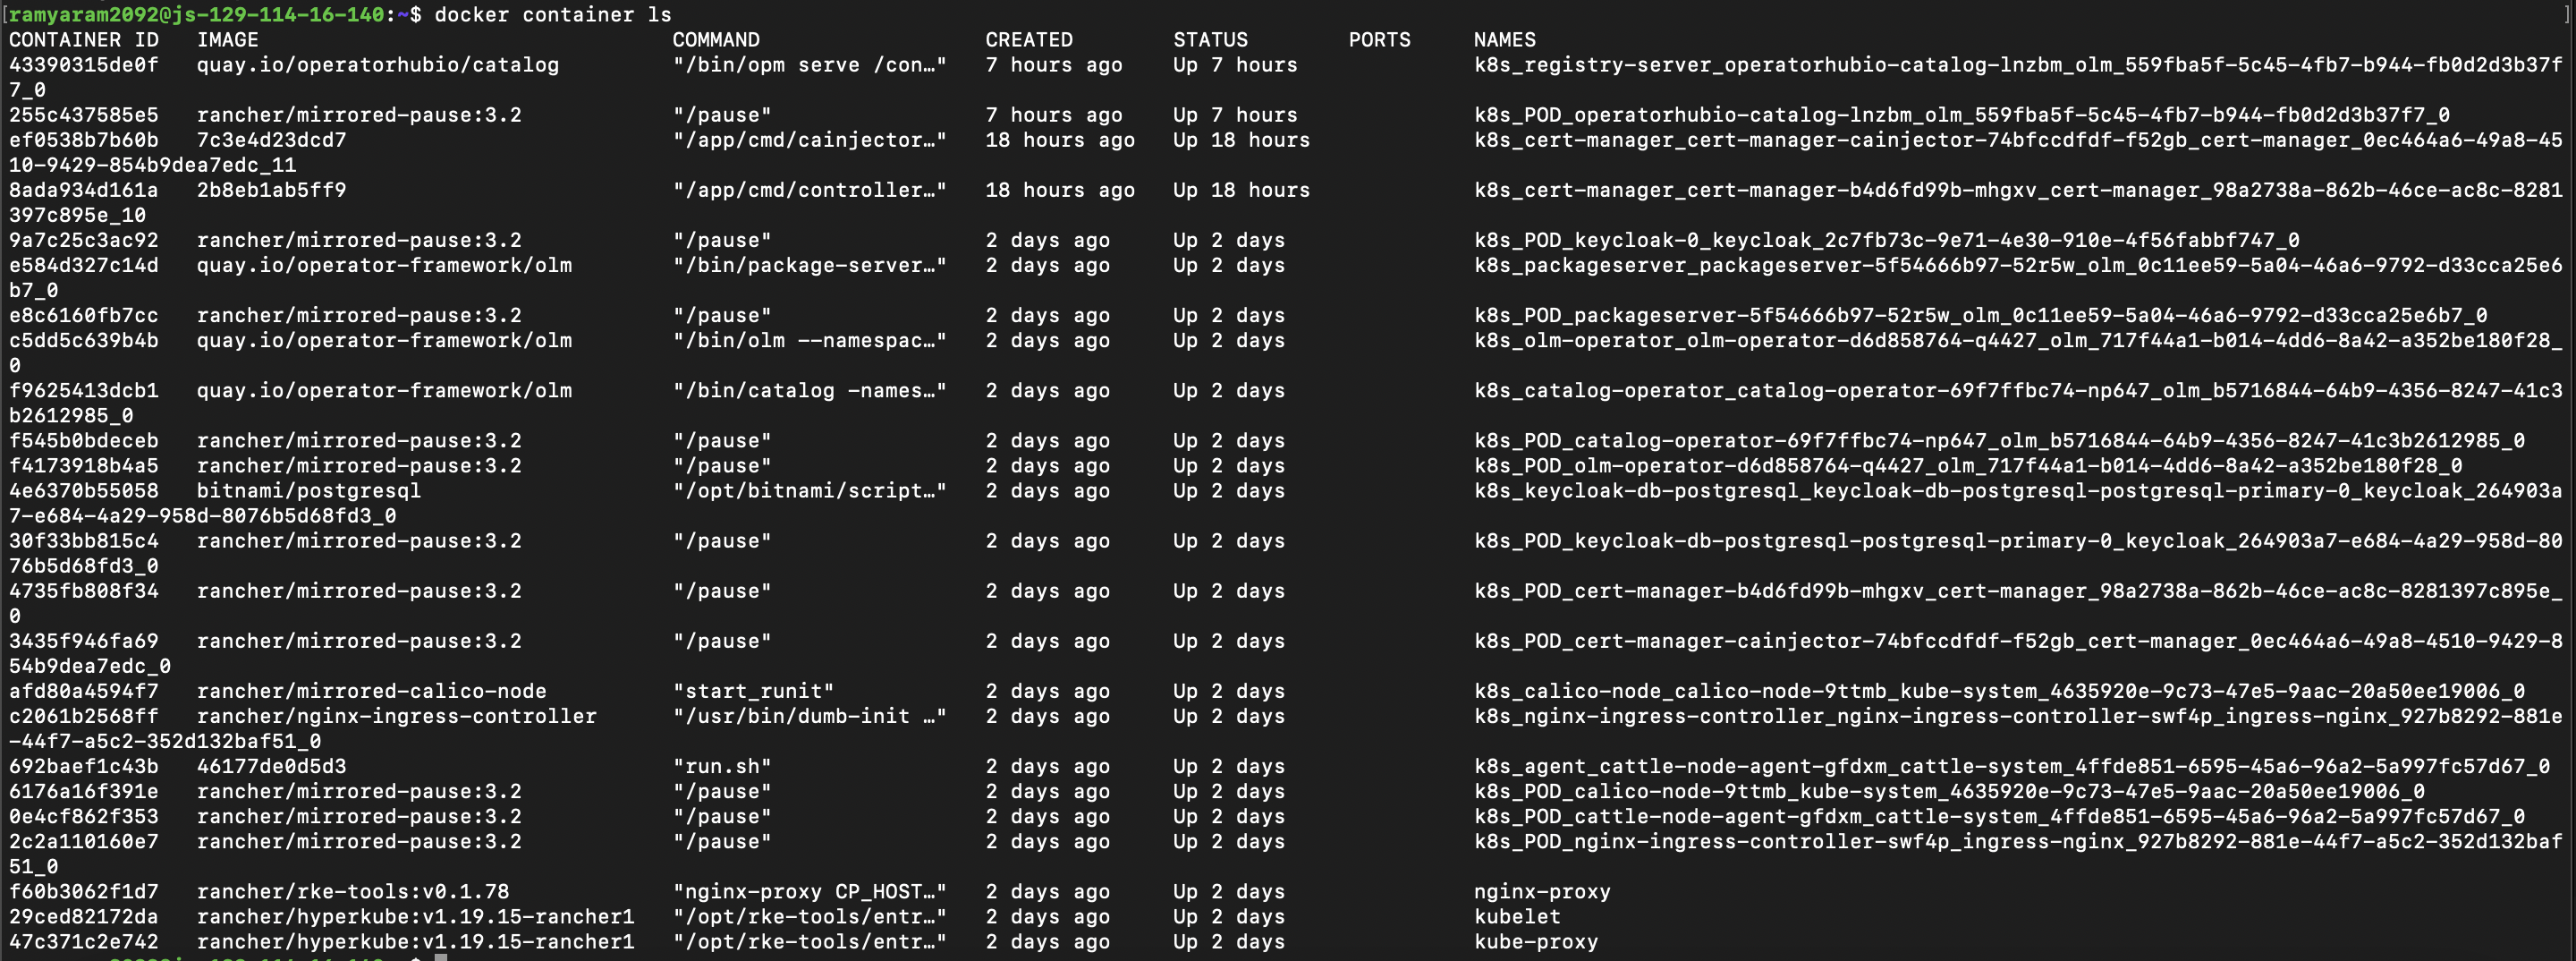 [ramyaram2092@js-129-114-16-140:~$ docker container ls ]
CONTAINER ID IMAGE COMMAND CREATED STATUS PORTS NAMES
43390315de0f quay.io/operatorhubio/catalog "/bin/opm serve /con…" 7 hours ago Up 7 hours k8s_registry-server_operatorhubio-catalog-lnzbm_olm_559fba5f-5c45-4fb7-b944-fb0d2d3b37f
7_0
255c437585e5 rancher/mirrored-pause:3.2 "/pause" 7 hours ago Up 7 hours k8s_POD_operatorhubio-catalog-lnzbm_olm_559fba5f-5c45-4fb7-b944-fb0d2d3b37f7_0
ef0538b7b60b 7c3e4d23dcd7 "/app/cmd/cainjector…" 18 hours ago Up 18 hours k8s_cert-manager_cert-manager-cainjector-74bfccdfdf-f52gb_cert-manager_0ec464a6-49a8-45
10-9429-854b9dea7edc_11
8ada934d161a 2b8eb1ab5ff9 "/app/cmd/controller…" 18 hours ago Up 18 hours k8s_cert-manager_cert-manager-b4d6fd99b-mhgxv_cert-manager_98a2738a-862b-46ce-ac8c-8281
397c895e_10
9a7c25c3ac92 rancher/mirrored-pause:3.2 "/pause" 2 days ago Up 2 days k8s_POD_keycloak-0_keycloak_2c7fb73c-9e71-4e30-910e-4f56fabbf747_0
e584d327c14d quay.io/operator-framework/olm "/bin/package-server…" 2 days ago Up 2 days k8s_packageserver_packageserver-5f54666b97-52r5w_olm_0c11ee59-5a04-46a6-9792-d33cca25e6
b7_0
e8c6160fb7cc rancher/mirrored-pause:3.2 "/pause" 2 days ago Up 2 days k8s_POD_packageserver-5f54666b97-52r5w_olm_0c11ee59-5a04-46a6-9792-d33cca25e6b7_0
c5dd5c639b4b quay.io/operator-framework/olm "/bin/olm --namespac…" 2 days ago Up 2 days k8s_olm-operator_olm-operator-d6d858764-q4427_olm_717f44a1-b014-4dd6-8a42-a352be180f28_
0
f9625413dcb1 quay.io/operator-framework/olm "/bin/catalog -names…" 2 days ago Up 2 days k8s_catalog-operator_catalog-operator-69f7ffbc74-np647_olm_b5716844-64b9-4356-8247-41c3
b2612985_0
f545b0bdeceb rancher/mirrored-pause:3.2 "/pause" 2 days ago Up 2 days k8s_POD_catalog-operator-69f7ffbc74-np647_olm_b5716844-64b9-4356-8247-41c3b2612985_0
f4173918b4a5 rancher/mirrored-pause:3.2 "/pause" 2 days ago Up 2 days k8s_POD_olm-operator-d6d858764-q4427_olm_717f44a1-b014-4dd6-8a42-a352be180f28_0
4e6370b55058 bitnami/postgresql "/opt/bitnami/script…" 2 days ago Up 2 days k8s_keycloak-db-postgresql_keycloak-db-postgresql-postgresql-primary-0_keycloak_264903a
7-e684-4a29-958d-8076b5d68fd3_0
30f33bb815c4 rancher/mirrored-pause:3.2 "/pause" 2 days ago Up 2 days k8s_POD_keycloak-db-postgresql-postgresql-primary-0_keycloak_264903a7-e684-4a29-958d-80
76b5d68fd3_0
4735fb808f34 rancher/mirrored-pause:3.2 "/pause" 2 days ago Up 2 days k8s_POD_cert-manager-b4d6fd99b-mhgxv_cert-manager_98a2738a-862b-46ce-ac8c-8281397c895e_
0
3435f946fa69 rancher/mirrored-pause:3.2 "/pause" 2 days ago Up 2 days k8s_POD_cert-manager-cainjector-74bfccdfdf-f52gb_cert-manager_0ec464a6-49a8-4510-9429-8
54b9dea7edc_0
afd80a4594f7 rancher/mirrored-calico-node "start_runit" 2 days ago Up 2 days k8s_calico-node_calico-node-9ttmb_kube-system_4635920e-9c73-47e5-9aac-20a50ee19006_0
c2061b2568ff rancher/nginx-ingress-controller "/usr/bin/dumb-init …" 2 days ago Up 2 days k8s_nginx-ingress-controller_nginx-ingress-controller-swf4p_ingress-nginx_927b8292-881e
-44f7-a5c2-352d132baf51_0
692baef1c43b 46177de0d5d3 "run.sh" 2 days ago Up 2 days k8s_agent_cattle-node-agent-gfdxm_cattle-system_4ffde851-6595-45a6-96a2-5a997fc57d67_0
6176a16f391e rancher/mirrored-pause:3.2 "/pause" 2 days ago Up 2 days k8s_POD_calico-node-9ttmb_kube-system_4635920e-9c73-47e5-9aac-20a50ee19006_0
0e4cf862f353 rancher/mirrored-pause:3.2 "/pause" 2 days ago Up 2 days k8s_POD_cattle-node-agent-gfdxm_cattle-system_4ffde851-6595-45a6-96a2-5a997fc57d67_0
2c2a110160e7 rancher/mirrored-pause:3.2 "/pause" 2 days ago Up 2 days k8s_POD_nginx-ingress-controller-swf4p_ingress-nginx_927b8292-881e-44f7-a5c2-352d132baf
51_0
f60b3062f1d7 rancher/rke-tools:v0.1.78 "nginx-proxy CP_HOST…" 2 days ago Up 2 days nginx-proxy
29ced82172da rancher/hyperkube:v1.19.15-rancher1 "/opt/rke-tools/entr…" 2 days ago Up 2 days kubelet
47c371c2e742 rancher/hyperkube:v1.19.15-rancher1 "/opt/rke-tools/entr…" 2 days ago Up 2 days kube-proxy